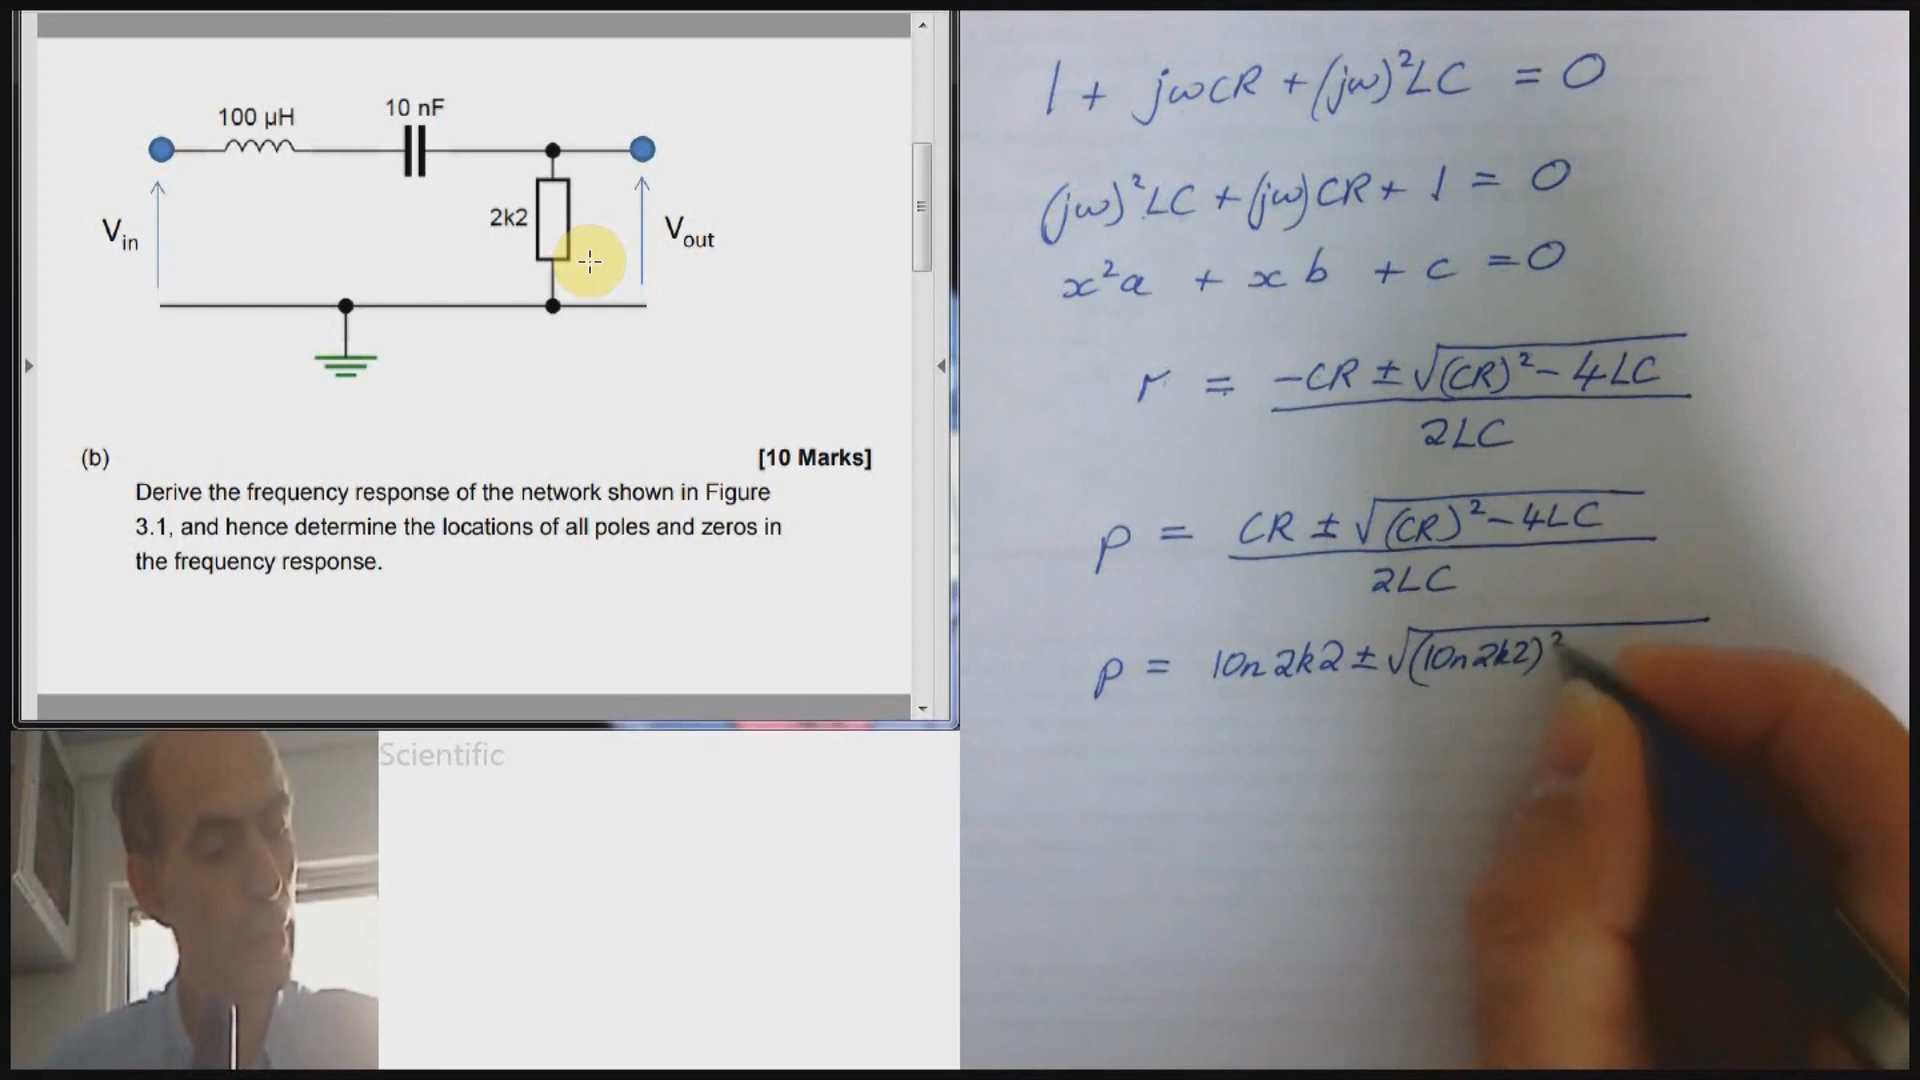 100 µH
10 nF
2k2
Vin
Vout
(b)
[10 Marks]
Derive the frequency response of the network shown in Figure
3.1, and hence determine the locations of all poles and zeros in
the frequency response.
Scientific
1 + jωCR + (jω)²LC = 0
(jω)²LC + (jω)CR + 1 = 0
x²a + xb + c = 0
r = -CR ± √(CR)² - 4LC
2LC
p = CR ± √(CR)² - 4LC
2LC
p = 10n 2k2 ± √(10n2k2)²